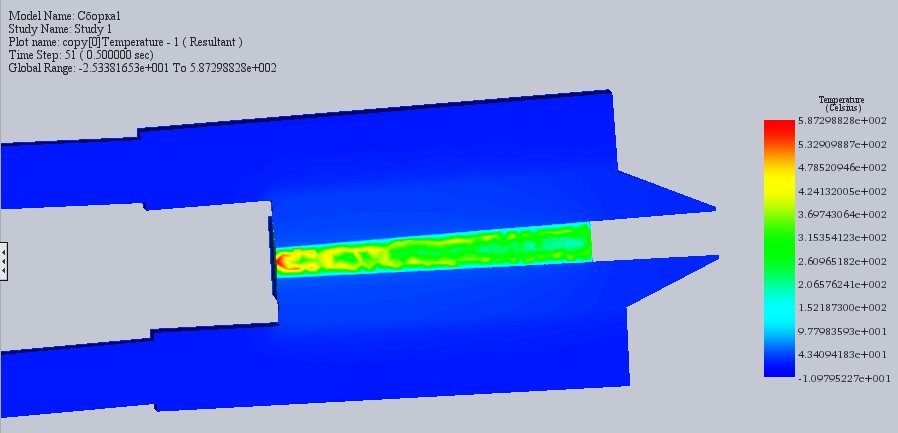 Model Name: Сборка1
Study Name: Study 1
Plot name: copy[0]Temperature - 1 ( Resultant )
Time Step: 51 ( 0.500000 sec)
Global Range: -2.53381653e+001 To 5.87298828e+002
Temperature
(Celsius)
5.87298828e+002
5.32909887e+002
4.78520946e+002
4.24132005e+002
3.69743064e+002
3.15354123e+002
2.60965182e+002
2.06576241e+002
1.52187300e+002
9.77983593e+001
4.34094183e+001
-1.09795227e+001